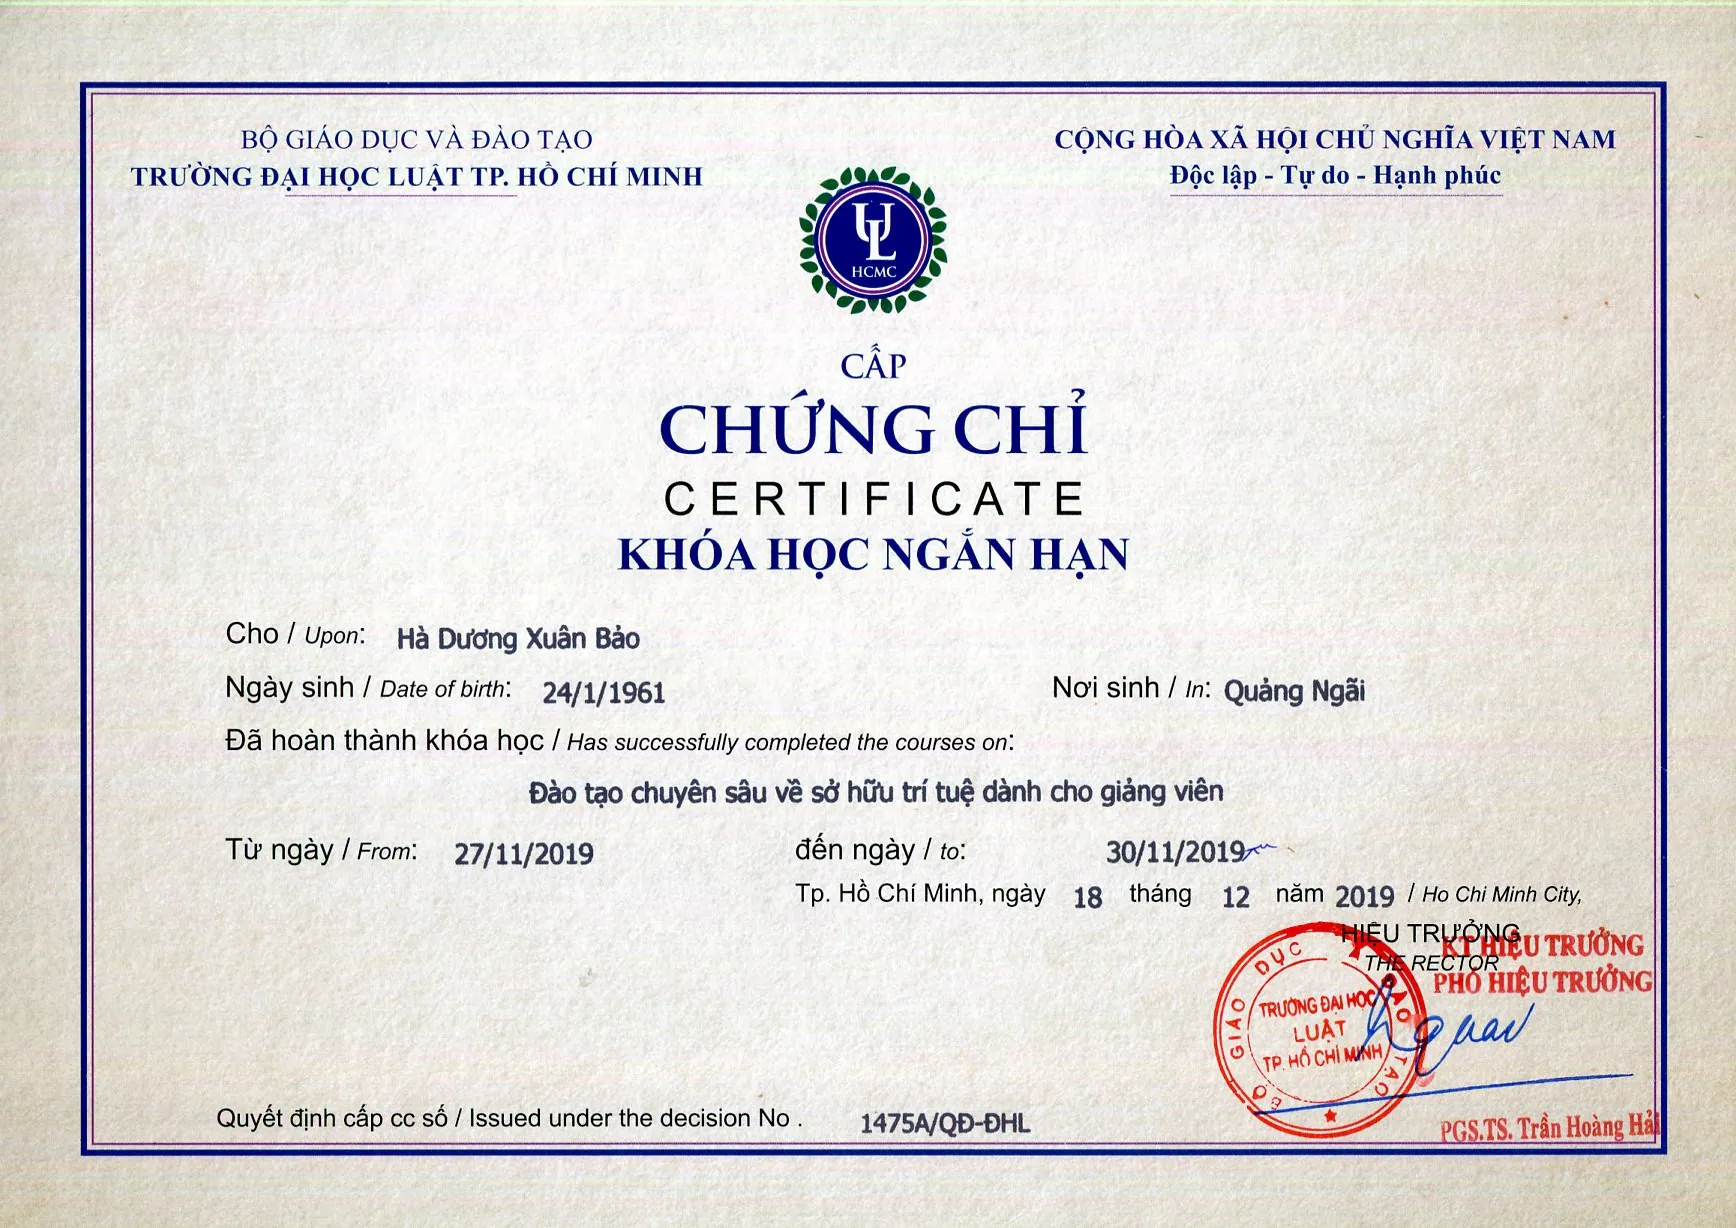 BỘ GIÁO DỤC VÀ ĐÀO TẠO
TRƯỜNG ĐẠI HỌC LUẬT TP. HỒ CHÍ MINH
CỘNG HÒA XÃ HỘI CHỦ NGHĨA VIỆT NAM
Độc lập - Tự do - Hạnh phúc
UL
HCMC
CẤP
CHỨNG CHỈ
CERTIFICATE
KHÓA HỌC NGẮN HẠN
Cho / Upon: Hà Dương Xuân Bảo
Ngày sinh / Date of birth: 24/1/1961 Nơi sinh / In: Quảng Ngãi
Đã hoàn thành khóa học / Has successfully completed the courses on:
Đào tạo chuyên sâu về sở hữu trí tuệ dành cho giảng viên
Từ ngày / From: 27/11/2019 đến ngày / to: 30/11/2019
Tp. Hồ Chí Minh, ngày 18 tháng 12 năm 2019 / Ho Chi Minh City,
HIỆU TRƯỞNG
THE RECTOR
KT HIỆU TRƯỞNG
PHÓ HIỆU TRƯỞNG
BỘ GIÁO DỤC VÀ ĐÀO TẠO
TRƯỜNG ĐẠI HỌC
LUẬT
TP. HỒ CHÍ MINH
PGS.TS. Trần Hoàng Hải
Quyết định cấp cc số / Issued under the decision No . 1475A/QĐ-ĐHL